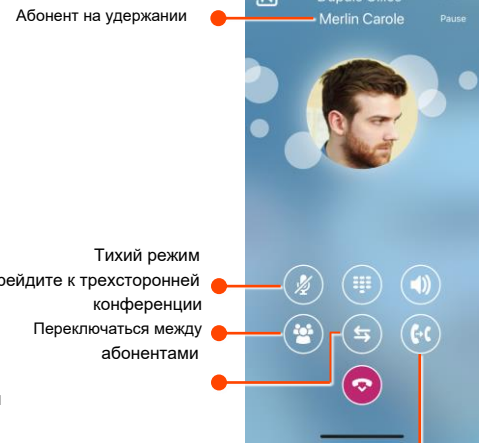 Абонент на удержании
Merlin Carole
Pause
Тихий режим
рейдите к трехсторонней
конференции
Переключаться между
абонентами